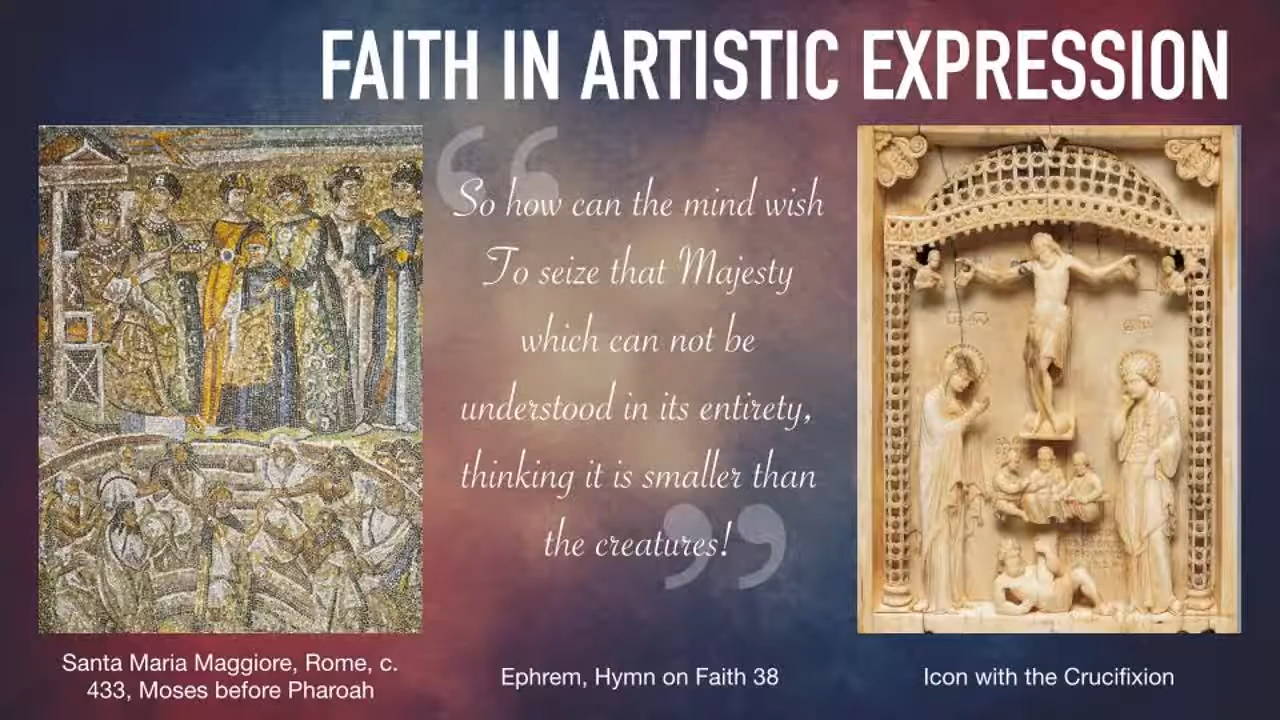 FAITH IN ARTISTIC EXPRESSION
“
So how can the mind wish
To seize that Majesty
which can not be
understood in its entirety,
thinking it is smaller than
the creatures!
”
Santa Maria Maggiore, Rome, c.
433, Moses before Pharoah
Ephrem, Hymn on Faith 38
Icon with the Crucifixion